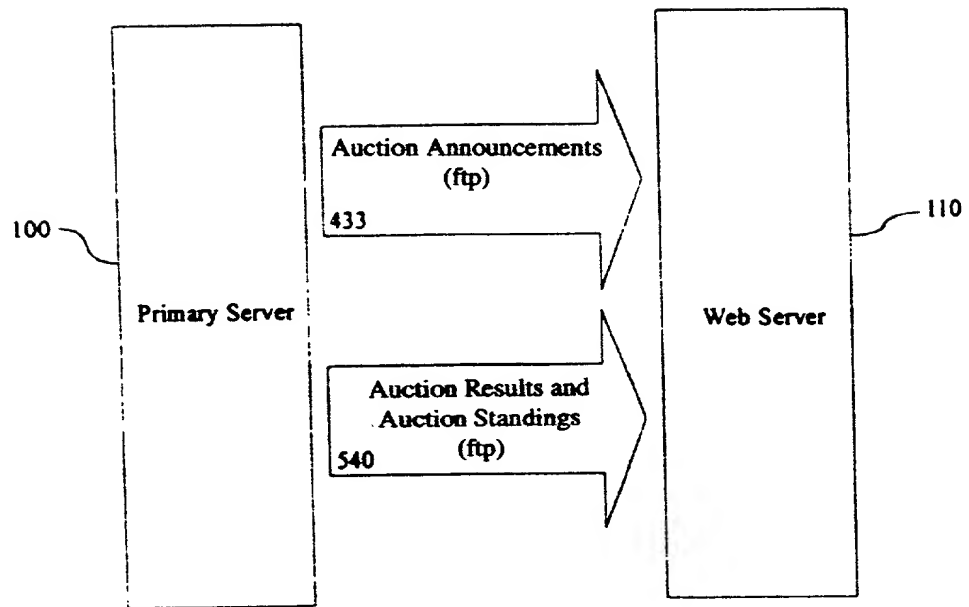 Auction Announcements
(ftp)
433
100
110
Primary Server
Web Server
Auction Results and
Auction Standings
(ftp)
540